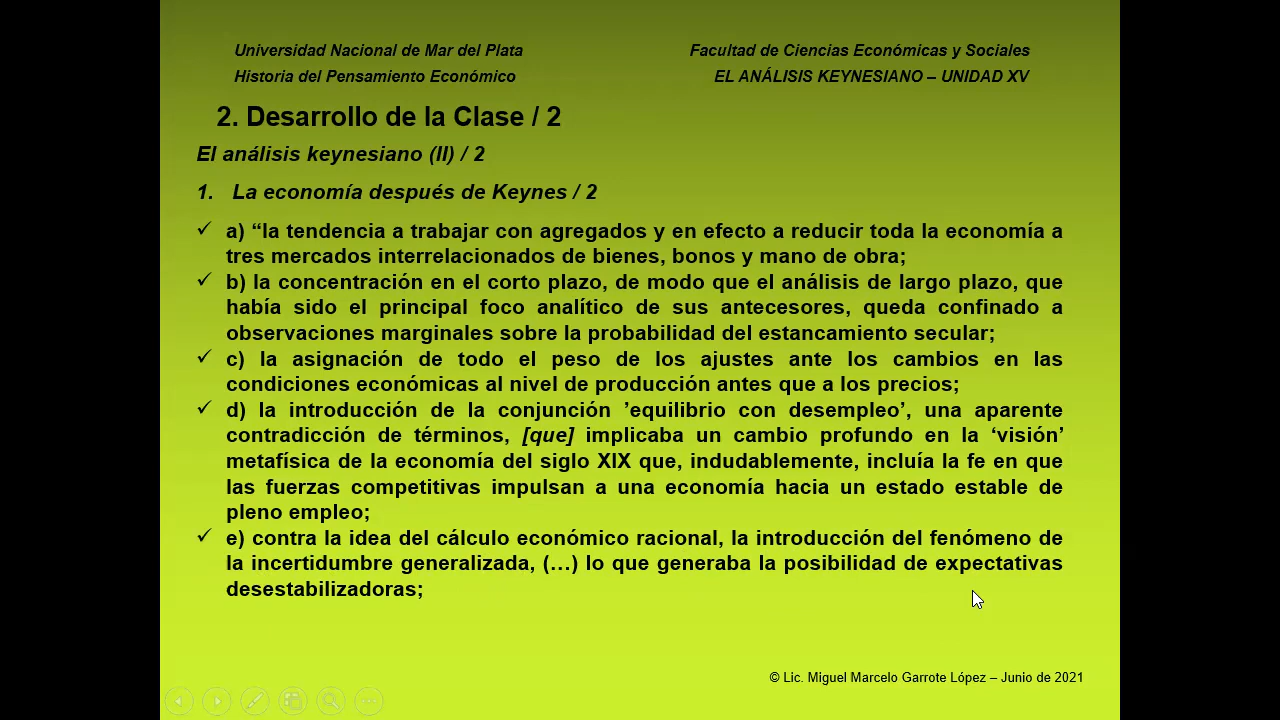 Universidad Nacional de Mar del Plata
Facultad de Ciencias Económicas y Sociales
Historia del Pensamiento Económico
EL ANÁLISIS KEYNESIANO – UNIDAD XV
2. Desarrollo de la Clase / 2
El análisis keynesiano (II) / 2
1. La economía después de Keynes / 2
✓ a) “la tendencia a trabajar con agregados y en efecto a reducir toda la economía a
tres mercados interrelacionados de bienes, bonos y mano de obra;
✓ b) la concentración en el corto plazo, de modo que el análisis de largo plazo, que
había sido el principal foco analítico de sus antecesores, queda confinado a
observaciones marginales sobre la probabilidad del estancamiento secular;
✓ c) la asignación de todo el peso de los ajustes ante los cambios en las
condiciones económicas al nivel de producción antes que a los precios;
✓ d) la introducción de la conjunción ’equilibrio con desempleo’, una aparente
contradicción de términos, [que] implicaba un cambio profundo en la ‘visión’
metafísica de la economía del siglo XIX que, indudablemente, incluía la fe en que
las fuerzas competitivas impulsan a una economía hacia un estado estable de
pleno empleo;
✓ e) contra la idea del cálculo económico racional, la introducción del fenómeno de
la incertidumbre generalizada, (…) lo que generaba la posibilidad de expectativas
desestabilizadoras;
© Lic. Miguel Marcelo Garrote López – Junio de 2021